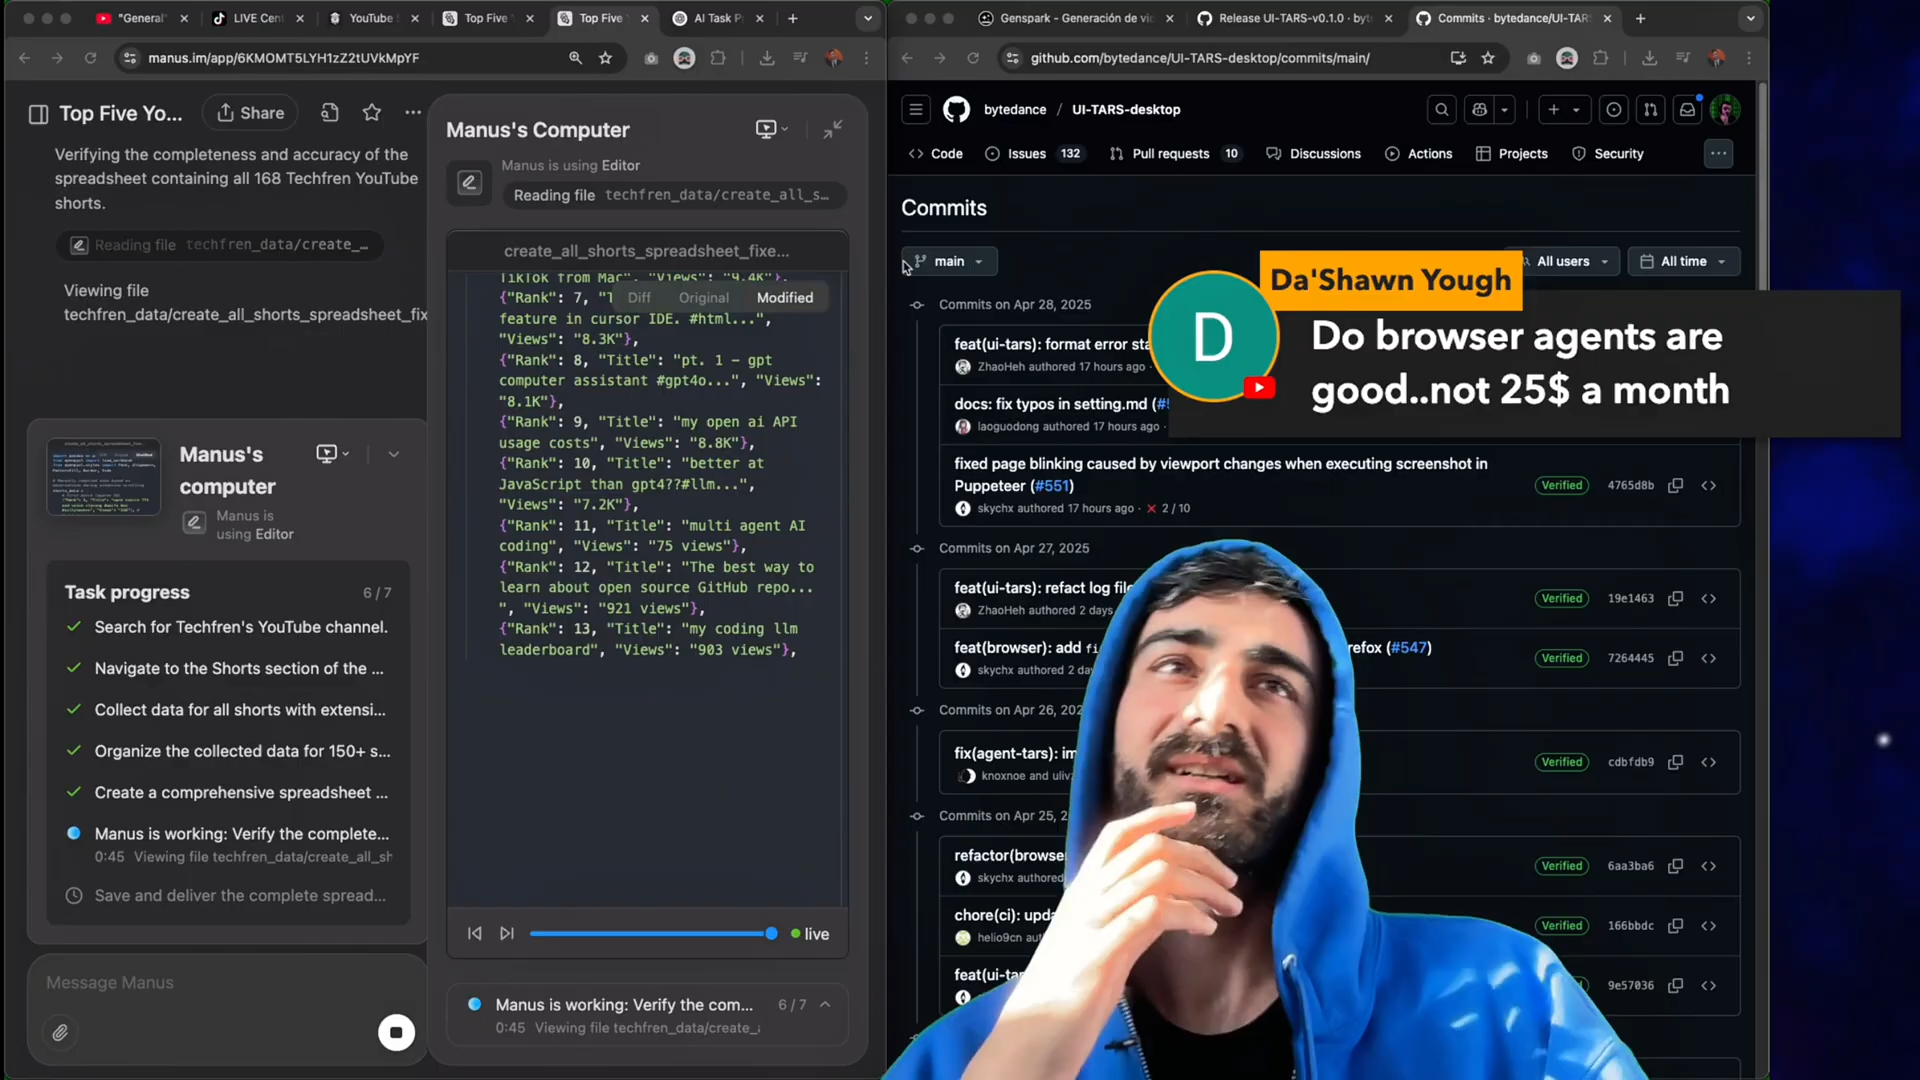 "General"
LIVE Cen
YouTube
Top Five
Top Five
AI Task P
manus.im/app/6KMOMT5LYH1zZ2tUVkMpYF
Top Five Yo...
Share
Verifying the completeness and accuracy of the
spreadsheet containing all 168 Techfren YouTube
shorts.
Reading file techfren_data/create_...
Viewing file
techfren_data/create_all_shorts_spreadsheet_fix
Manus's
computer
Manus is
using Editor
Task progress
6 / 7
Search for Techfren's YouTube channel.
Navigate to the Shorts section of the ...
Collect data for all shorts with extensi...
Organize the collected data for 150+ s...
Create a comprehensive spreadsheet ...
Manus is working: Verify the complete...
0:45 Viewing file techfren_data/create_all_sh
Save and deliver the complete spread...
Message Manus
Manus's Computer
Manus is using Editor
Reading file techfren_data/create_all_s...
create_all_shorts_spreadsheet_fixe...
Diff Original Modified
TikTok from Mac", "Views": "9.4K"},
{"Rank": 7, "T
feature in cursor IDE. #html...",
"Views": "8.3K"},
{"Rank": 8, "Title": "pt. 1 – gpt
computer assistant #gpt4o...", "Views":
"8.1K"},
{"Rank": 9, "Title": "my open ai API
usage costs", "Views": "8.8K"},
{"Rank": 10, "Title": "better at
JavaScript than gpt4??#llm...",
"Views": "7.2K"},
{"Rank": 11, "Title": "multi agent AI
coding", "Views": "75 views"},
{"Rank": 12, "Title": "The best way to
learn about open source GitHub repo...
", "Views": "921 views"},
{"Rank": 13, "Title": "my coding llm
leaderboard", "Views": "903 views"},
live
Manus is working: Verify the com...
6 / 7
0:45 Viewing file techfren_data/create_
Genspark - Generación de vi
Release UI-TARS-v0.1.0 · byt
Commits · bytedance/UI-TAR
github.com/bytedance/UI-TARS-desktop/commits/main/
bytedance / UI-TARS-desktop
Code
Issues 132
Pull requests 10
Discussions
Actions
Projects
Security
Commits
main
All users
All time
Da'Shawn Yough
D
Do browser agents are
good..not 25$ a month
Commits on Apr 28, 2025
feat(ui-tars): format error sta
ZhaoHeh authored 17 hours ago
docs: fix typos in setting.md (#
laoguodong authored 17 hours ago
fixed page blinking caused by viewport changes when executing screenshot in
Puppeteer (#551)
skychx authored 17 hours ago · 2 / 10
Verified 4765d8b
Commits on Apr 27, 2025
feat(ui-tars): refact log file
ZhaoHeh authored 2 days
Verified 19e1463
feat(browser): add fi
refox (#547)
skychx authored 2 day
Verified 7264445
Commits on Apr 26, 202
fix(agent-tars): im
knoxnoe and uliv
Verified cdbfdb9
Commits on Apr 25, 2
refactor(browse
skychx authored
Verified 6aa3ba6
chore(ci): upda
helio9cn aut
Verified 166bbdc
feat(ui-ta
9e57036